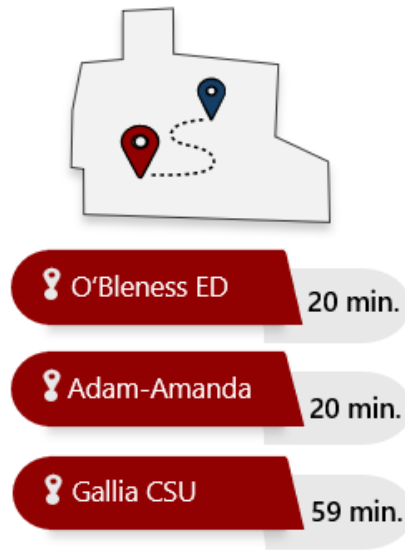 O'Bleness ED
20 min.
Adam-Amanda
20 min.
Gallia CSU
59 min.